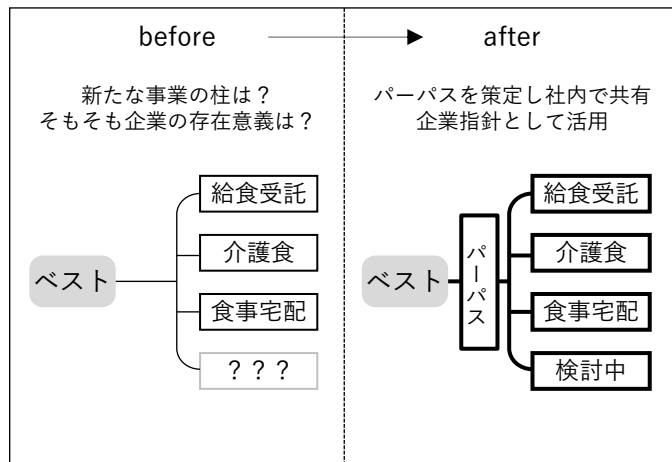 before
after
新たな事業の柱は？
そもそも企業の存在意義は？
パーパスを策定し社内で共有
企業指針として活用
ベスト
給食受託
介護食
食事宅配
？？？
ベスト
パーパス
給食受託
介護食
食事宅配
検討中